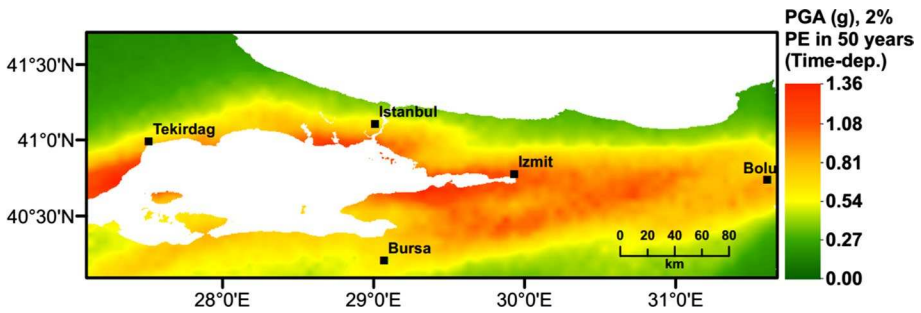 PGA (g), 2%
PE in 50 years
(Time-dep.)
1.36
1.08
0.81
0.54
0.27
0.00
41°30'N
41°0'N
40°30'N
Istanbul
Tekirdag
Izmit
Bolu
Bursa
0 20 40 60 80
km
28°0'E 29°0'E 30°0'E 31°0'E